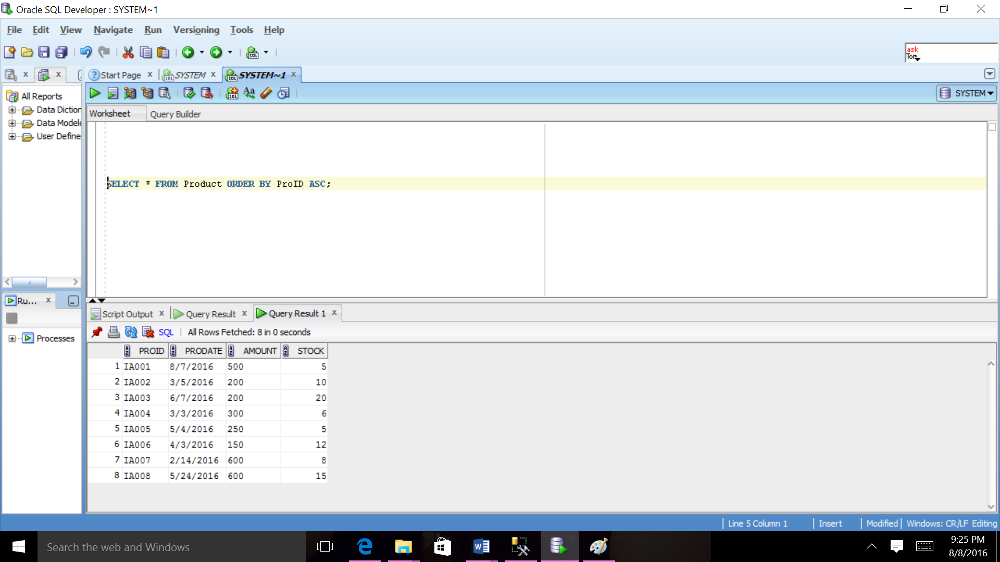 Oracle SQL Developer : SYSTEM~1
File Edit View Navigate Run Versioning Tools Help
ask
Tom
Start Page SYSTEM SYSTEM~1
SYSTEM
Worksheet Query Builder
All Reports
Data Diction
Data Modele
User Define
SELECT * FROM Product ORDER BY ProID ASC;
Ru...
Processes
Script Output Query Result Query Result 1
SQL All Rows Fetched: 8 in 0 seconds
PROID PRODATE AMOUNT STOCK
1 IA001 8/7/2016 500 5
2 IA002 3/5/2016 200 10
3 IA003 6/7/2016 200 20
4 IA004 3/3/2016 300 6
5 IA005 5/4/2016 250 5
6 IA006 4/3/2016 150 12
7 IA007 2/14/2016 600 8
8 IA008 5/24/2016 600 15
Line 5 Column 1 Insert Modified Windows: CR/LF Editing
Search the web and Windows
9:25 PM
8/8/2016